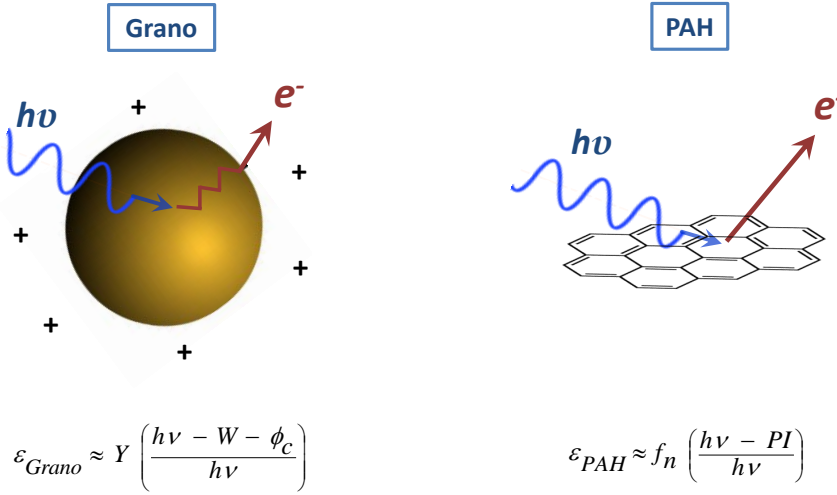 Grano
PAH
hυ
e-
+
+
+
+
+
+
hυ
e-
ε_Grano ≈ Y ( (hν − W − ϕ_c) / hν )
ε_PAH ≈ f_n ( (hν − PI) / hν )